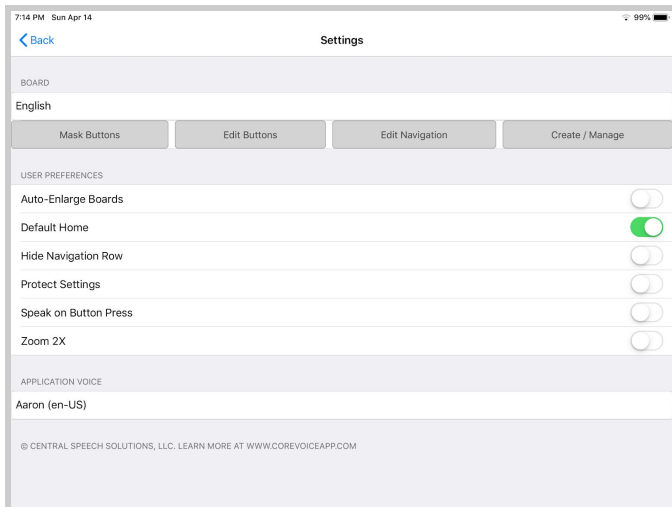 7:14 PM Sun Apr 14 99%
Back Settings
BOARD
English
Mask Buttons Edit Buttons Edit Navigation Create / Manage
USER PREFERENCES
Auto-Enlarge Boards
Default Home
Hide Navigation Row
Protect Settings
Speak on Button Press
Zoom 2X
APPLICATION VOICE
Aaron (en-US)
© CENTRAL SPEECH SOLUTIONS, LLC. LEARN MORE AT WWW.COREVOICEAPP.COM